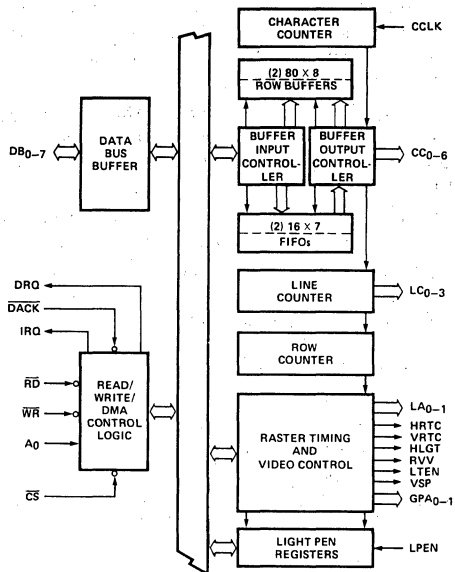 CHARACTER
COUNTER
CCLK
(2) 80 X 8
ROW BUFFERS
DATA
BUS
BUFFER
DB0–7
BUFFER
INPUT
CONTROL-
LER
BUFFER
OUTPUT
CONTROL-
LER
CC0–6
(2) 16 X 7
FIFOs
DRQ
DACK
IRQ
LINE
COUNTER
LC0–3
ROW
COUNTER
RD
WR
A0
CS
READ/
WRITE/
DMA
CONTROL
LOGIC
RASTER TIMING
AND
VIDEO CONTROL
LA0–1
HRTC
VRTC
HLGT
RVV
LTEN
VSP
GPA0–1
LIGHT PEN
REGISTERS
LPEN